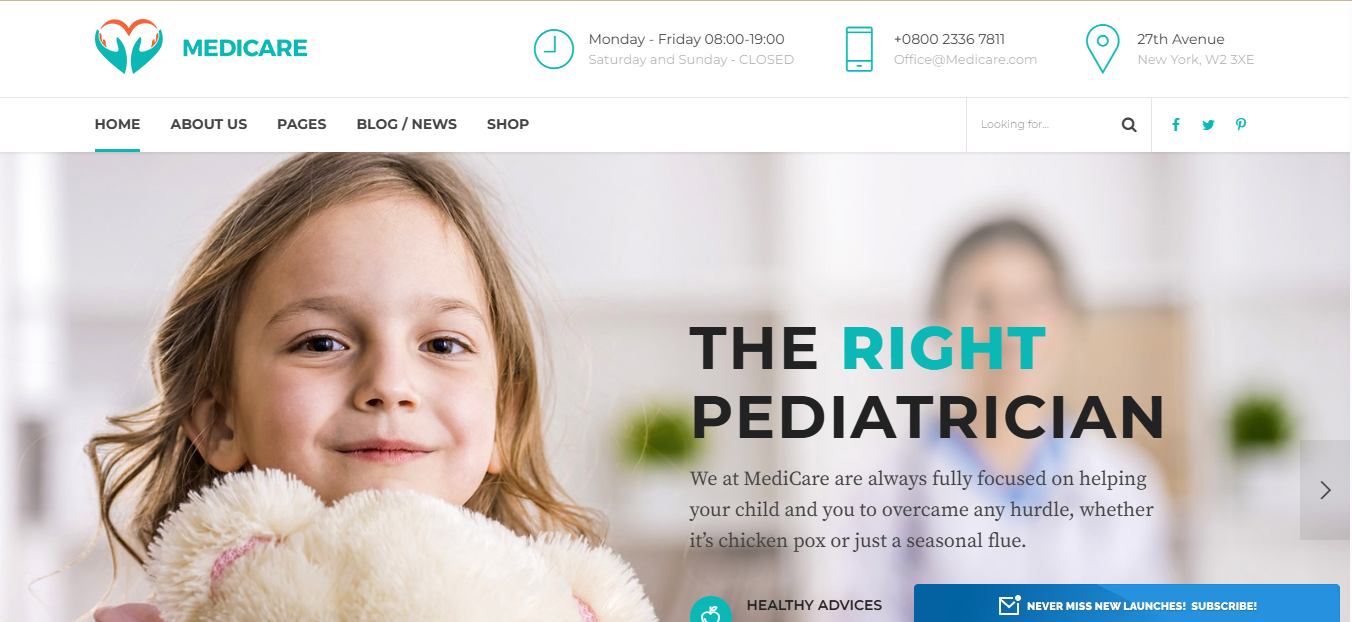 MEDICARE
Monday - Friday 08:00-19:00
Saturday and Sunday - CLOSED
+0800 2336 7811
Office@Medicare.com
27th Avenue
New York, W2 3XE
HOME ABOUT US PAGES BLOG / NEWS SHOP
Looking for...
THE RIGHT
PEDIATRICIAN
We at MediCare are always fully focused on helping
your child and you to overcame any hurdle, whether
it's chicken pox or just a seasonal flue.
HEALTHY ADVICES
NEVER MISS NEW LAUNCHES! SUBSCRIBE!